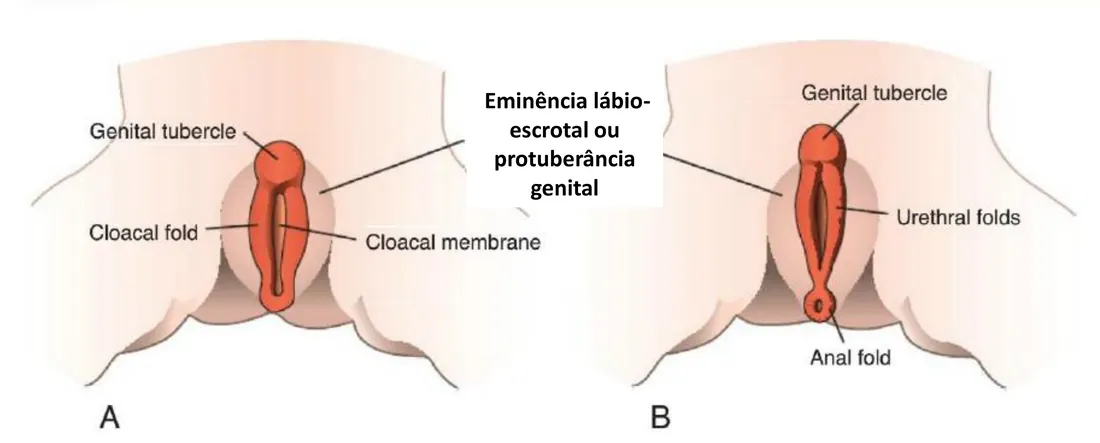 Genital tubercle
Cloacal fold
Cloacal membrane
A
Eminência lábio-
escrotal ou
protuberância
genital
Genital tubercle
Urethral folds
Anal fold
B